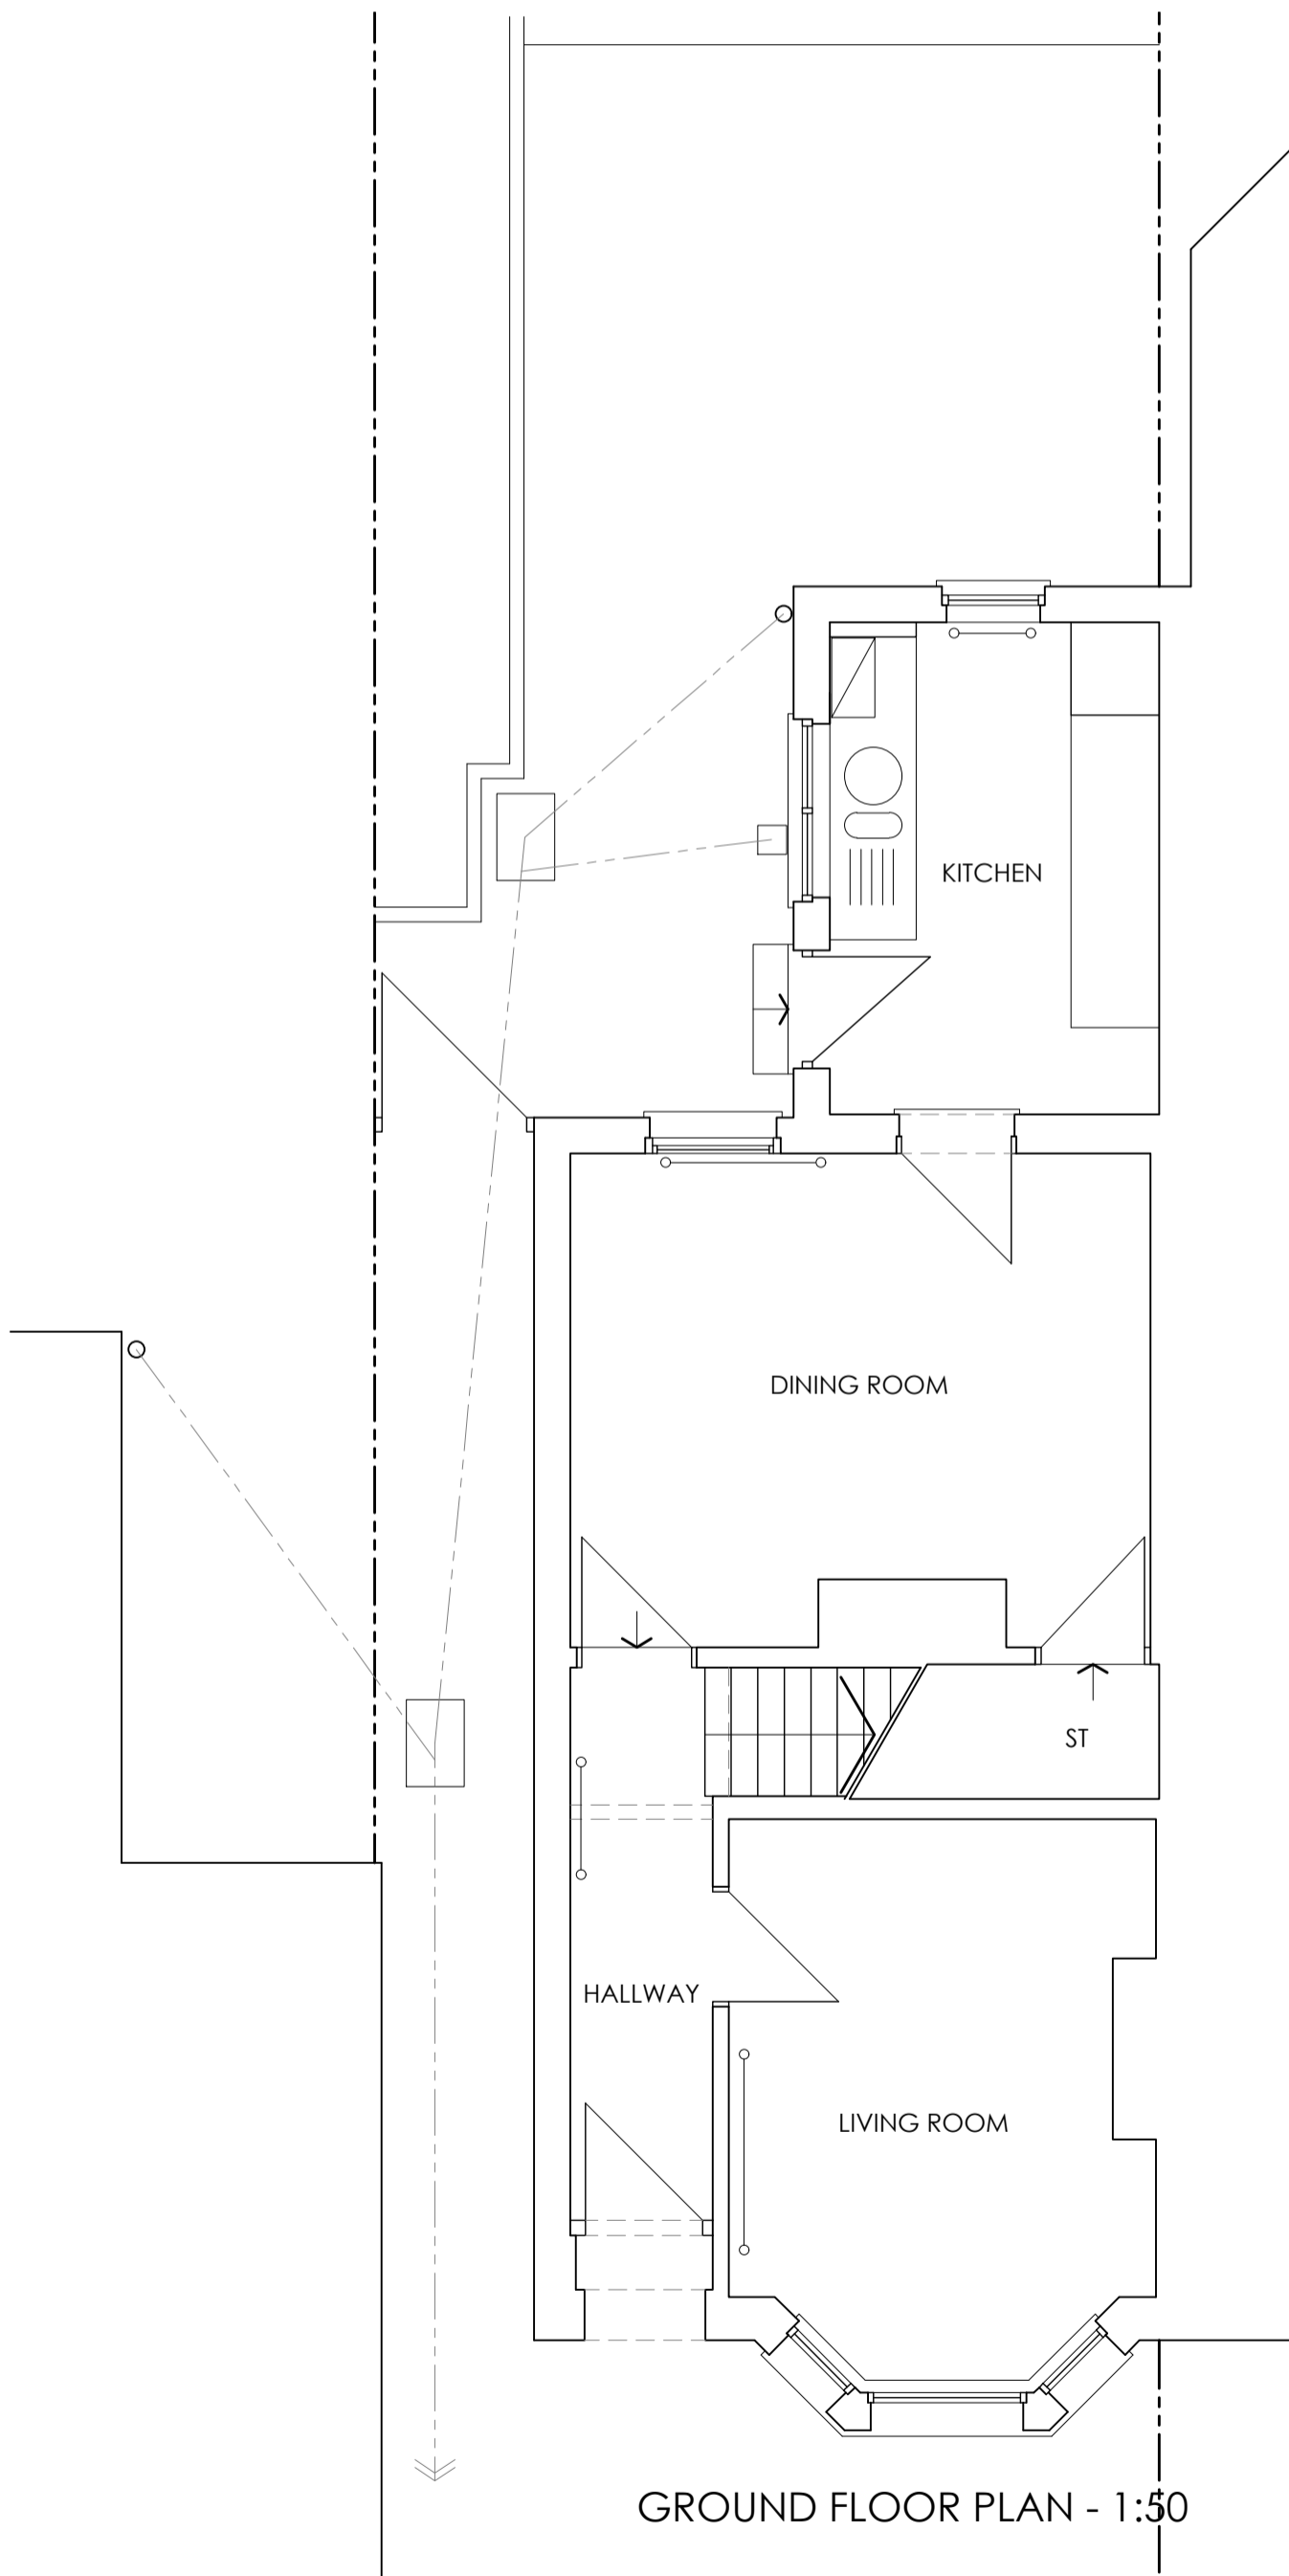 KITCHEN
DINING ROOM
ST
HALLWAY
LIVING ROOM
GROUND FLOOR PLAN - 1:50